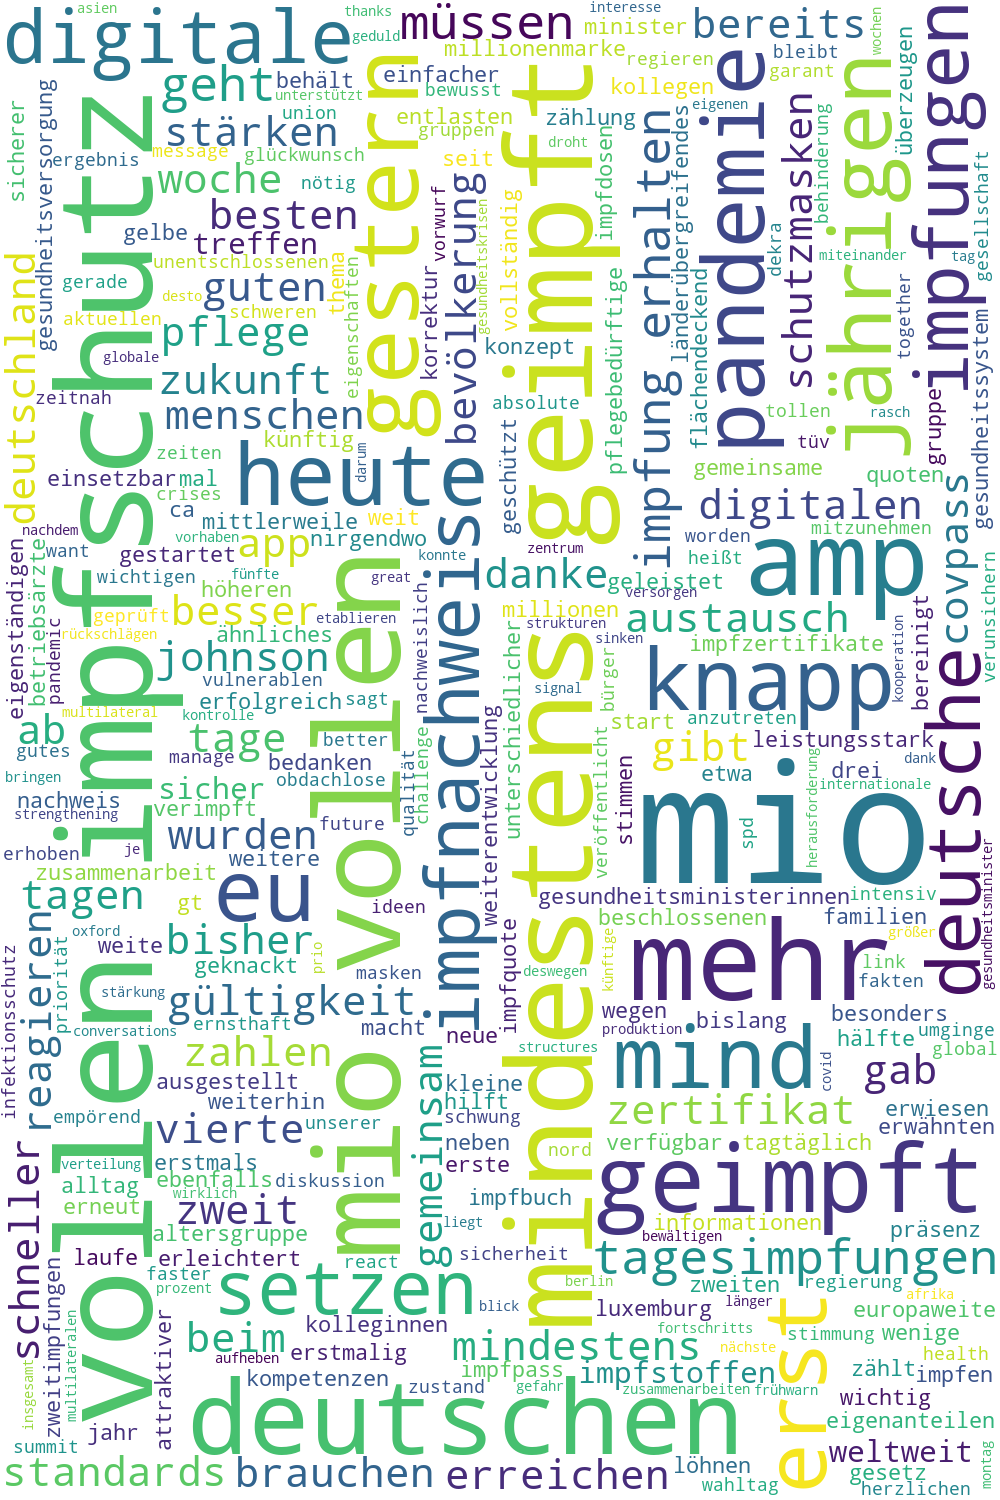 asien
thanks
geduld
müssen
interesse
minister
bereits
wochen
digitale
geht
behält
unterstützt
union
einfacher
bewusst
millionenmarke
regieren
kollegen
bleibt
garant
überzeugen
impfungen
sicherer
gesundheitsversorgung
ergebnis
message
stärken
glückwunsch
entlasten
gruppen
zählung
eigenen
droht
pandemie
schutzmasken
behinderung
jährigen
gesellschaft
woche
nötig
seit
impfdosen
besten
gelbe
treffen
vorwurf
gestern
vollen impfschutz
mindestens geimpft
impfung erhalten
länderübergreifendes
dekra
miteinander
tag
unentschlossenen
thema
gerade
desto
guten
schweren
aktuellen
eigenschaften
korrektur
bevölkerung
gesundheitskrisen
vollständig
pflegebedürftige
flächendeckend
together
gesundheitssystem
deutschland
globale
pflege
konzept
zeitnah
zukunft
menschen
absolute
tollen
rasch
tüv
gruppe
künftig
zeiten
darum
heute
geschützt
gemeinsame
quoten
einsetzbar
mal
crises
ca
mittlerweile
weit
digitalen
mitzunehmen
nachdem
want
vorhaben
gestartet
app
nirgendwo
konnte
zentrum
worden
heißt
amp
covpass
verunsichern
wichtigen
fünfte
great
danke
geleistet
versorgen
höheren
geprüft
besser
etablieren
millionen
austausch
eigenständigen
betriebsärzte
pandemic
rückschlägen
ähnliches
strukturen
sinken
impfzertifikate
johnson
vulnerablen
nachweislich
knapp
kooperation
bereinigt
erfolgreich
sagt
signal
bürger
multilateral
kontrolle
ab
gutes
tage
better
start
anzutreten
manage
bedanken
gibt
leistungsstark
dank
bringen
sicher
obdachlose
qualität
challenge
unterschiedlicher
veröffentlicht
stimmen
etwa
drei
internationale
nachweis
verimpft
strengthening
future
mio vollen
impfnachweise
weiterentwicklung
spd
mio
herausforderung
deutsche
je
wurden
erhoben
weitere
zusammenarbeit
gesundheitsministerinnen
intensiv
tagen
gt
eu
ideen
beschlossenen
familien
größer
oxford
gesundheitsminister
weite
bisher
prio
impfquote
künftige
mehr
link
fakten
reagieren
priorität
geknackt
masken
deswegen
stärkung
gültigkeit
wegen
besonders
infektionsschutz
conversations
ernsthaft
macht
neue
produktion
bislang
hälfte
umginge
structures
global
zahlen
gemeinsam
mind
covid
gab
ausgestellt
kleine
weiterhin
hilft
zertifikat
erwiesen
empörend
unserer
schwung
erwähnten
vierte
neben
nord
verfügbar
tagtäglich
verteilung
erstmals
erste
ebenfalls
diskussion
geimpft
alltag
wirklich
impfbuch
erneut
zweit
liegt
informationen
präsenz
altersgruppe
bewältigen
schneller
laufe
erleichtert
sicherheit
tagesimpfungen
react
faster
prozent
berlin
zweiten
regierung
afrika
setzen
blick
luxemburg
länger
europaweite
kolleginnen
fortschritts
stimmung
wenige
beim
mindestens
nächste
erst
health
aufheben
erstmalig
impfpass
impfstoffen
zählt
impfen
insgesamt
multilateralen
zweitimpfungen
attraktiver
kompetenzen
zustand
gefahr
zusammenarbeiten
frühwarn
wichtig
jahr
deutschen
eigenanteilen
summit
weltweit
montag
standards
brauchen
erreichen
löhnen
gesetz
wahltag
herzlichen